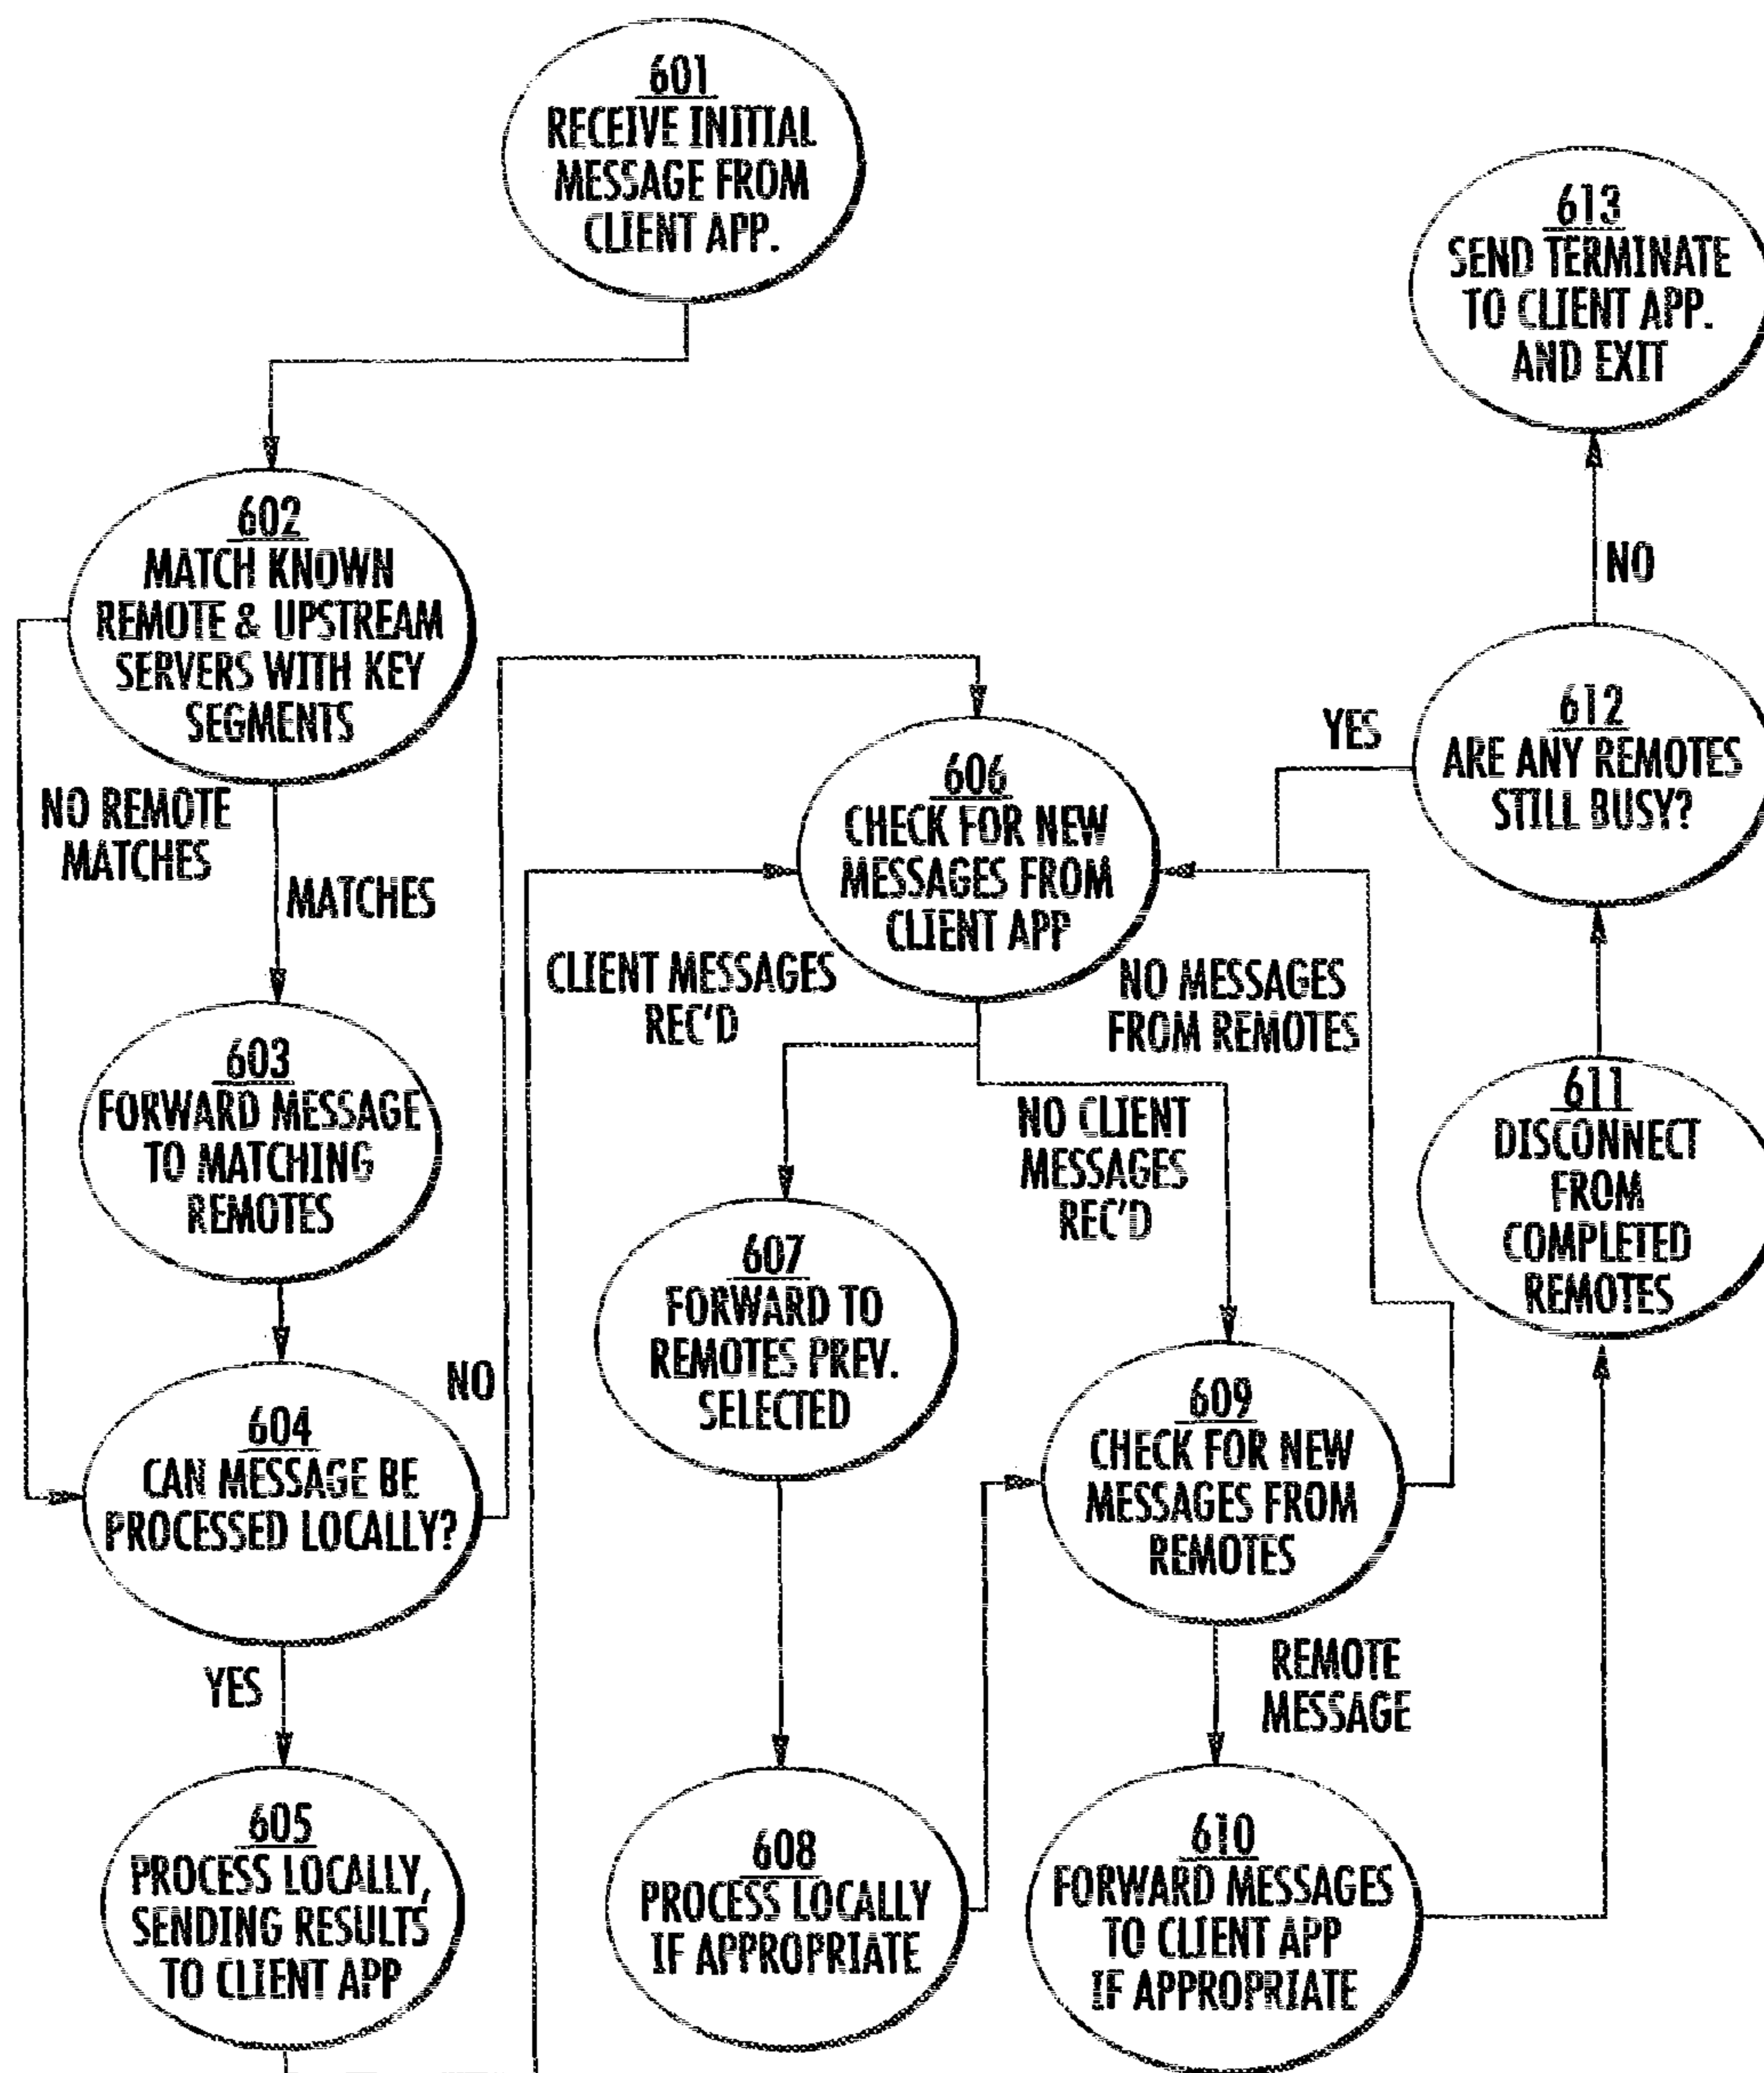 601
RECEIVE INITIAL
MESSAGE FROM
CLIENT APP.
602
MATCH KNOWN
REMOTE & UPSTREAM
SERVERS WITH KEY
SEGMENTS
NO REMOTE
MATCHES
MATCHES
603
FORWARD MESSAGE
TO MATCHING
REMOTES
604
CAN MESSAGE BE
PROCESSED LOCALLY?
NO
YES
605
PROCESS LOCALLY,
SENDING RESULTS
TO CLIENT APP
606
CHECK FOR NEW
MESSAGES FROM
CLIENT APP
CLIENT MESSAGES
REC'D
NO CLIENT
MESSAGES
REC'D
607
FORWARD TO
REMOTES PREV.
SELECTED
608
PROCESS LOCALLY
IF APPROPRIATE
609
CHECK FOR NEW
MESSAGES FROM
REMOTES
NO MESSAGES
FROM REMOTES
REMOTE
MESSAGE
610
FORWARD MESSAGES
TO CLIENT APP
IF APPROPRIATE
611
DISCONNECT
FROM
COMPLETED
REMOTES
612
ARE ANY REMOTES
STILL BUSY?
YES
NO
613
SEND TERMINATE
TO CLIENT APP.
AND EXIT